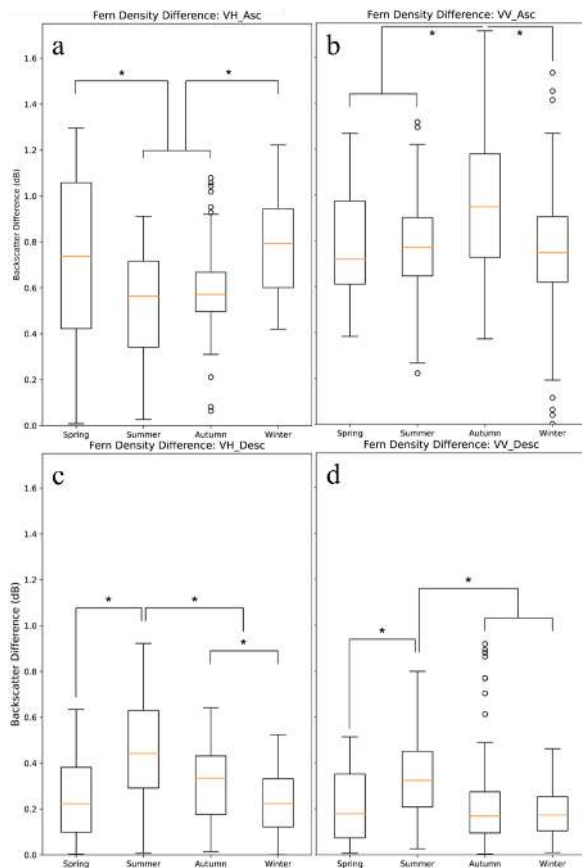 Fern Density Difference: VH_Asc
a
Backscatter Difference (dB)
1.6
1.4
1.2
1.0
0.8
0.6
0.4
0.2
0.0
* *
Spring Summer Autumn Winter
Fern Density Difference: VV_Asc
b
* *
Spring Summer Autumn Winter
Fern Density Difference: VH_Desc
c
Backscatter Difference (dB)
1.6
1.4
1.2
1.0
0.8
0.6
0.4
0.2
0.0
* *
*
Spring Summer Autumn Winter
Fern Density Difference: VV_Desc
d
*
*
Spring Summer Autumn Winter